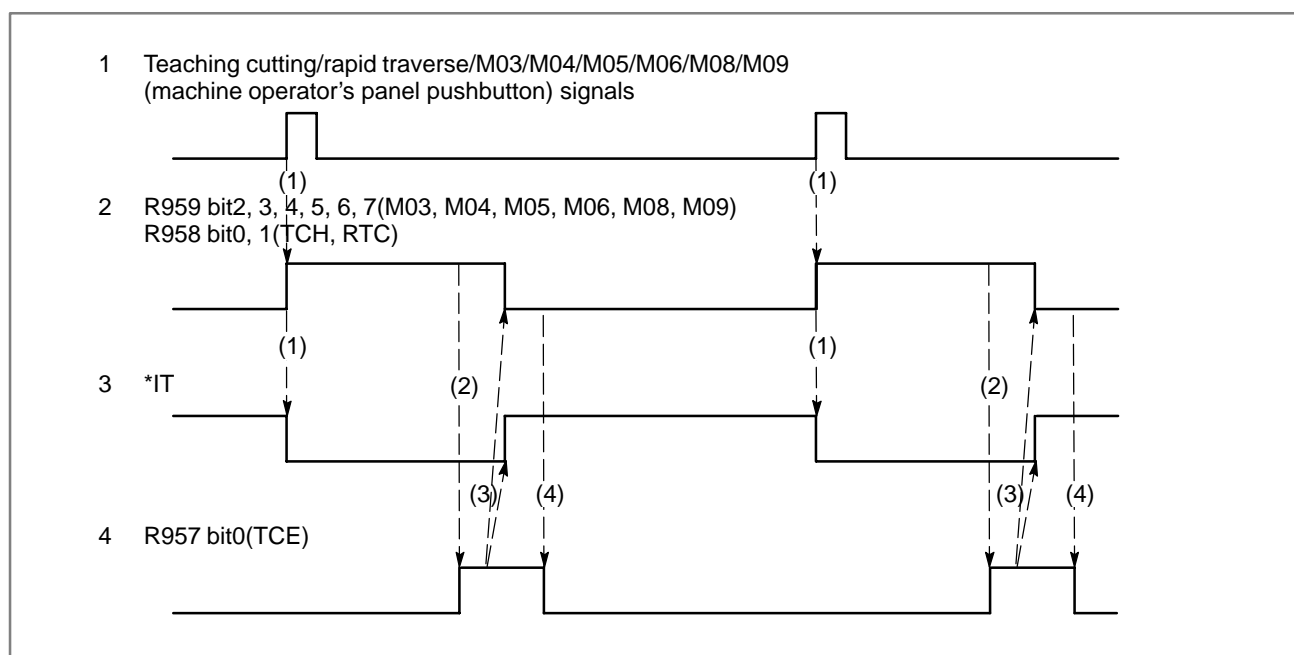 1 Teaching cutting/rapid traverse/M03/M04/M05/M06/M08/M09
(machine operator's panel pushbutton) signals
(1) (1)
2 R959 bit2, 3, 4, 5, 6, 7(M03, M04, M05, M06, M08, M09)
R958 bit0, 1(TCH, RTC)
(1) (1)
3 *IT
(2) (2)
(3) (4) (3) (4)
4 R957 bit0(TCE)